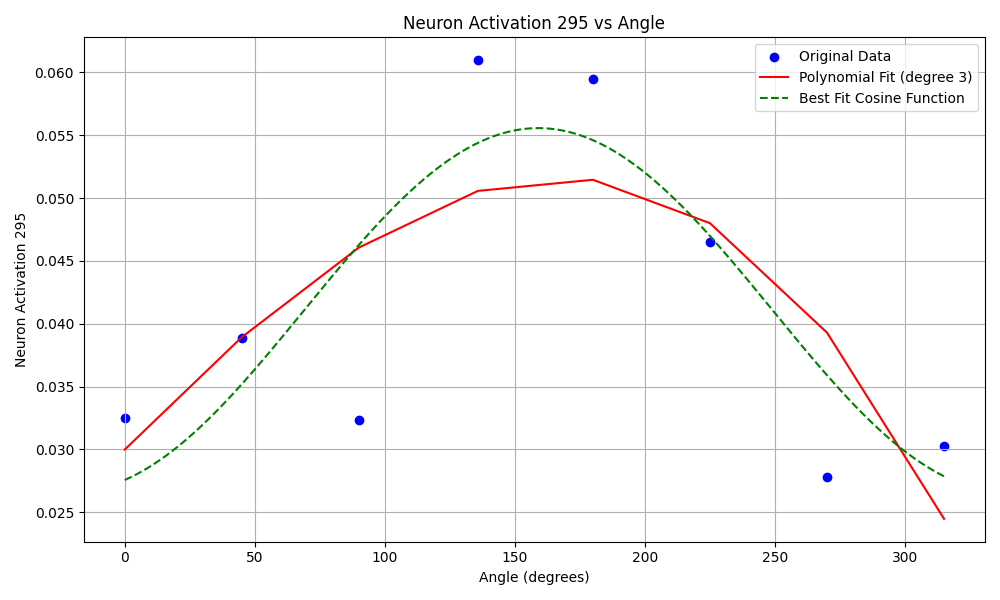 Neuron Activation 295 vs Angle
Original Data
Polynomial Fit (degree 3)
Best Fit Cosine Function
0.060
0.055
0.050
0.045
0.040
0.035
0.030
0.025
Neuron Activation 295
0 50 100 150 200 250 300
Angle (degrees)